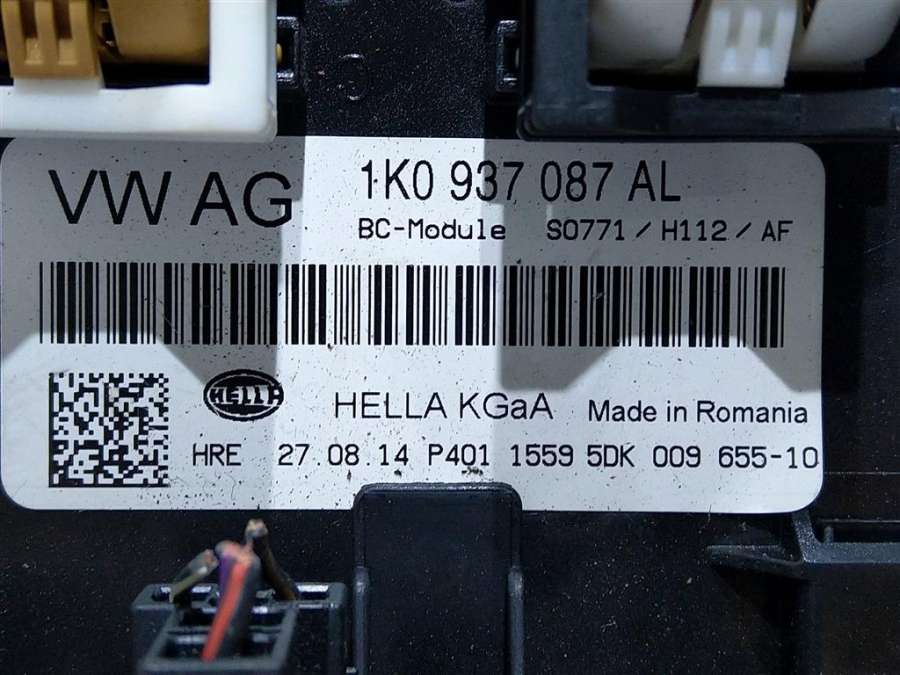 VW AG
1K0 937 087 AL
BC-Module S0771 / H112 / AF
HELLA
HELLA KGaA Made in Romania
HRE 27.08.14 P401 1559 5DK 009 655-10